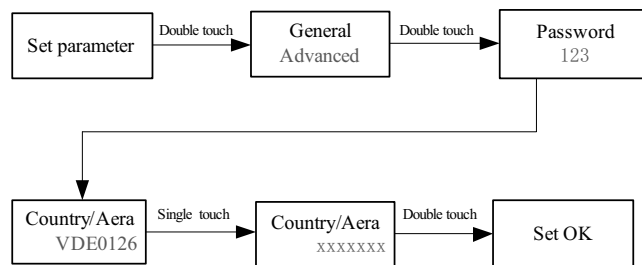 Set parameter
Double touch
General
Advanced
Double touch
Password
123
Country/Aera
VDE0126
Single touch
Country/Aera
xxxxxxx
Double touch
Set OK